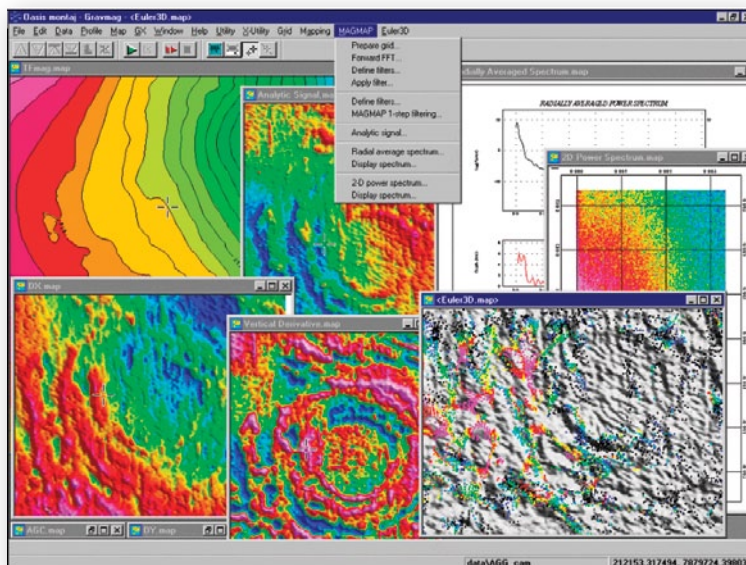 Oasis montaj - Gravmag - <Euler3D.map>
File Edit Data Profile Map GX Window Help Utility X-Utility Grid Mapping MAGMAP Euler3D
Prepare grid...
Forward FFT...
Define filters...
Apply filter...
Define filters...
MAGMAP 1-step filtering...
Analytic signal...
Radial average spectrum...
Display spectrum...
2-D power spectrum...
Display spectrum...
TFmag.map
Analytic Signal.map
Radially Averaged Spectrum.map
RADIALLY AVERAGED POWER SPECTRUM
2D Power Spectrum.map
DX.map
Vertical Derivative.map
<Euler3D.map>
AGC.map
DY.map
data\AGG_cam